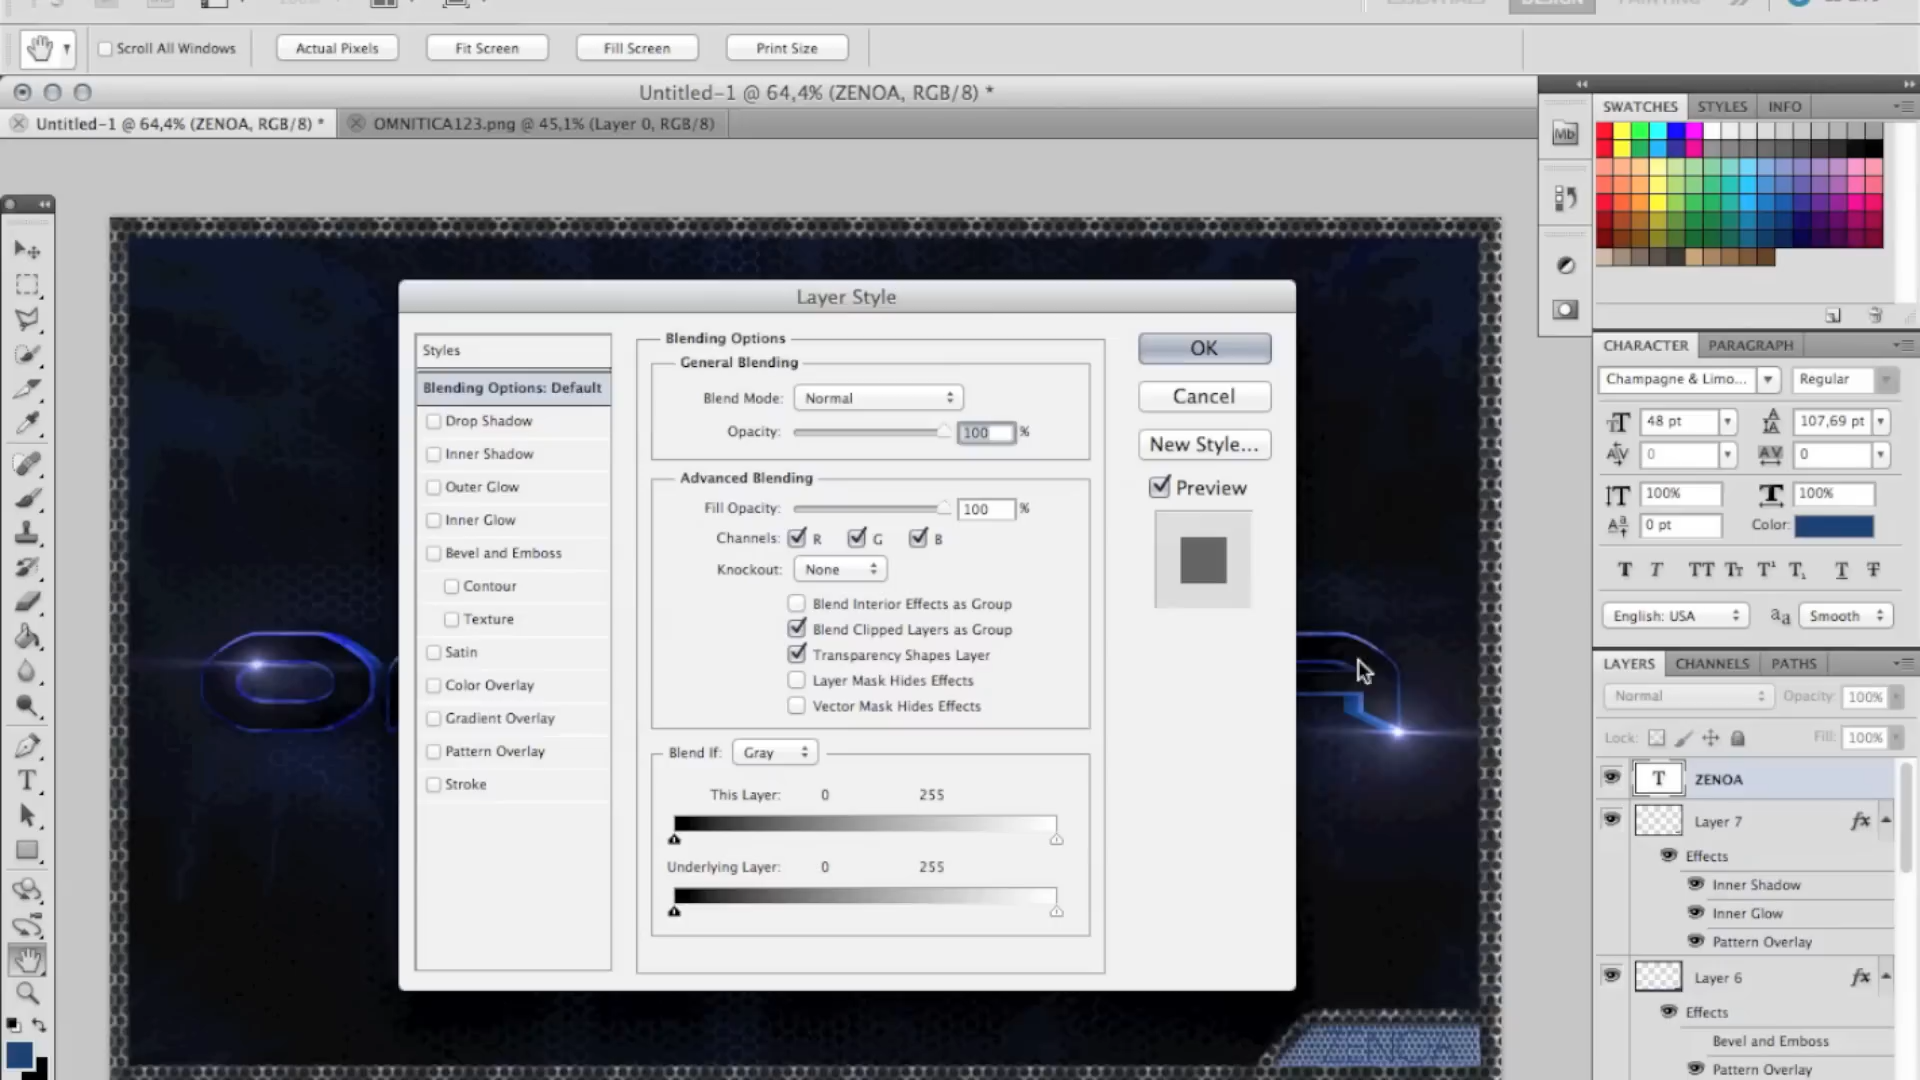 Scroll All Windows
Actual Pixels
Fit Screen
Fill Screen
Print Size
Untitled-1 @ 64,4% (ZENOA, RGB/8) *
Untitled-1 @ 64,4% (ZENOA, RGB/8) *
OMNITICA123.png @ 45,1% (Layer 0, RGB/8)
Layer Style
Styles
Blending Options: Default
Drop Shadow
Inner Shadow
Outer Glow
Inner Glow
Bevel and Emboss
Contour
Texture
Satin
Color Overlay
Gradient Overlay
Pattern Overlay
Stroke
Blending Options
General Blending
Blend Mode: Normal
Opacity: 100 %
Advanced Blending
Fill Opacity: 100 %
Channels: R G B
Knockout: None
Blend Interior Effects as Group
Blend Clipped Layers as Group
Transparency Shapes Layer
Layer Mask Hides Effects
Vector Mask Hides Effects
Blend If: Gray
This Layer: 0 255
Underlying Layer: 0 255
OK
Cancel
New Style...
Preview
Mb
SWATCHES STYLES INFO
CHARACTER PARAGRAPH
Champagne & Limo... Regular
48 pt 107,69 pt
0 0
100% 100%
0 pt Color:
T T TT Tr T¹ T, T T
English: USA aa Smooth
LAYERS CHANNELS PATHS
Normal Opacity: 100%
Lock: Fill: 100%
T ZENOA
Layer 7 fx
Effects
Inner Shadow
Inner Glow
Pattern Overlay
Layer 6 fx
Effects
Bevel and Emboss
Pattern Overlay
ZENOA